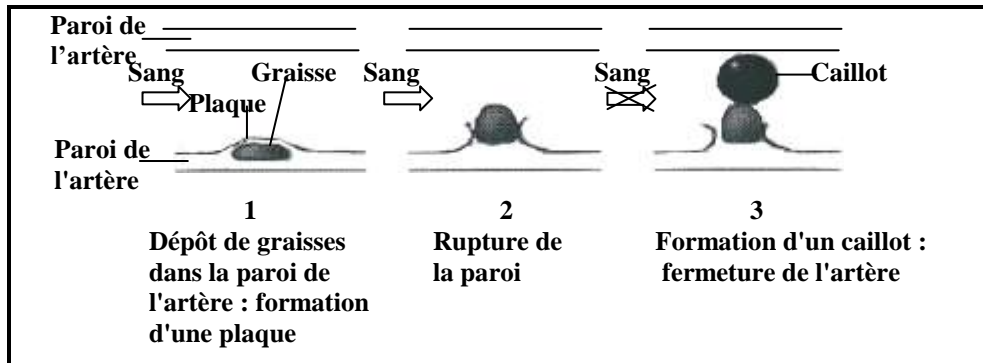 Paroi de
l’artère
Sang
Graisse
Plaque
Sang
Sang
Caillot
Paroi de
l'artère
1
Dépôt de graisses
dans la paroi de
l'artère : formation
d'une plaque
2
Rupture de
la paroi
3
Formation d'un caillot :
fermeture de l'artère